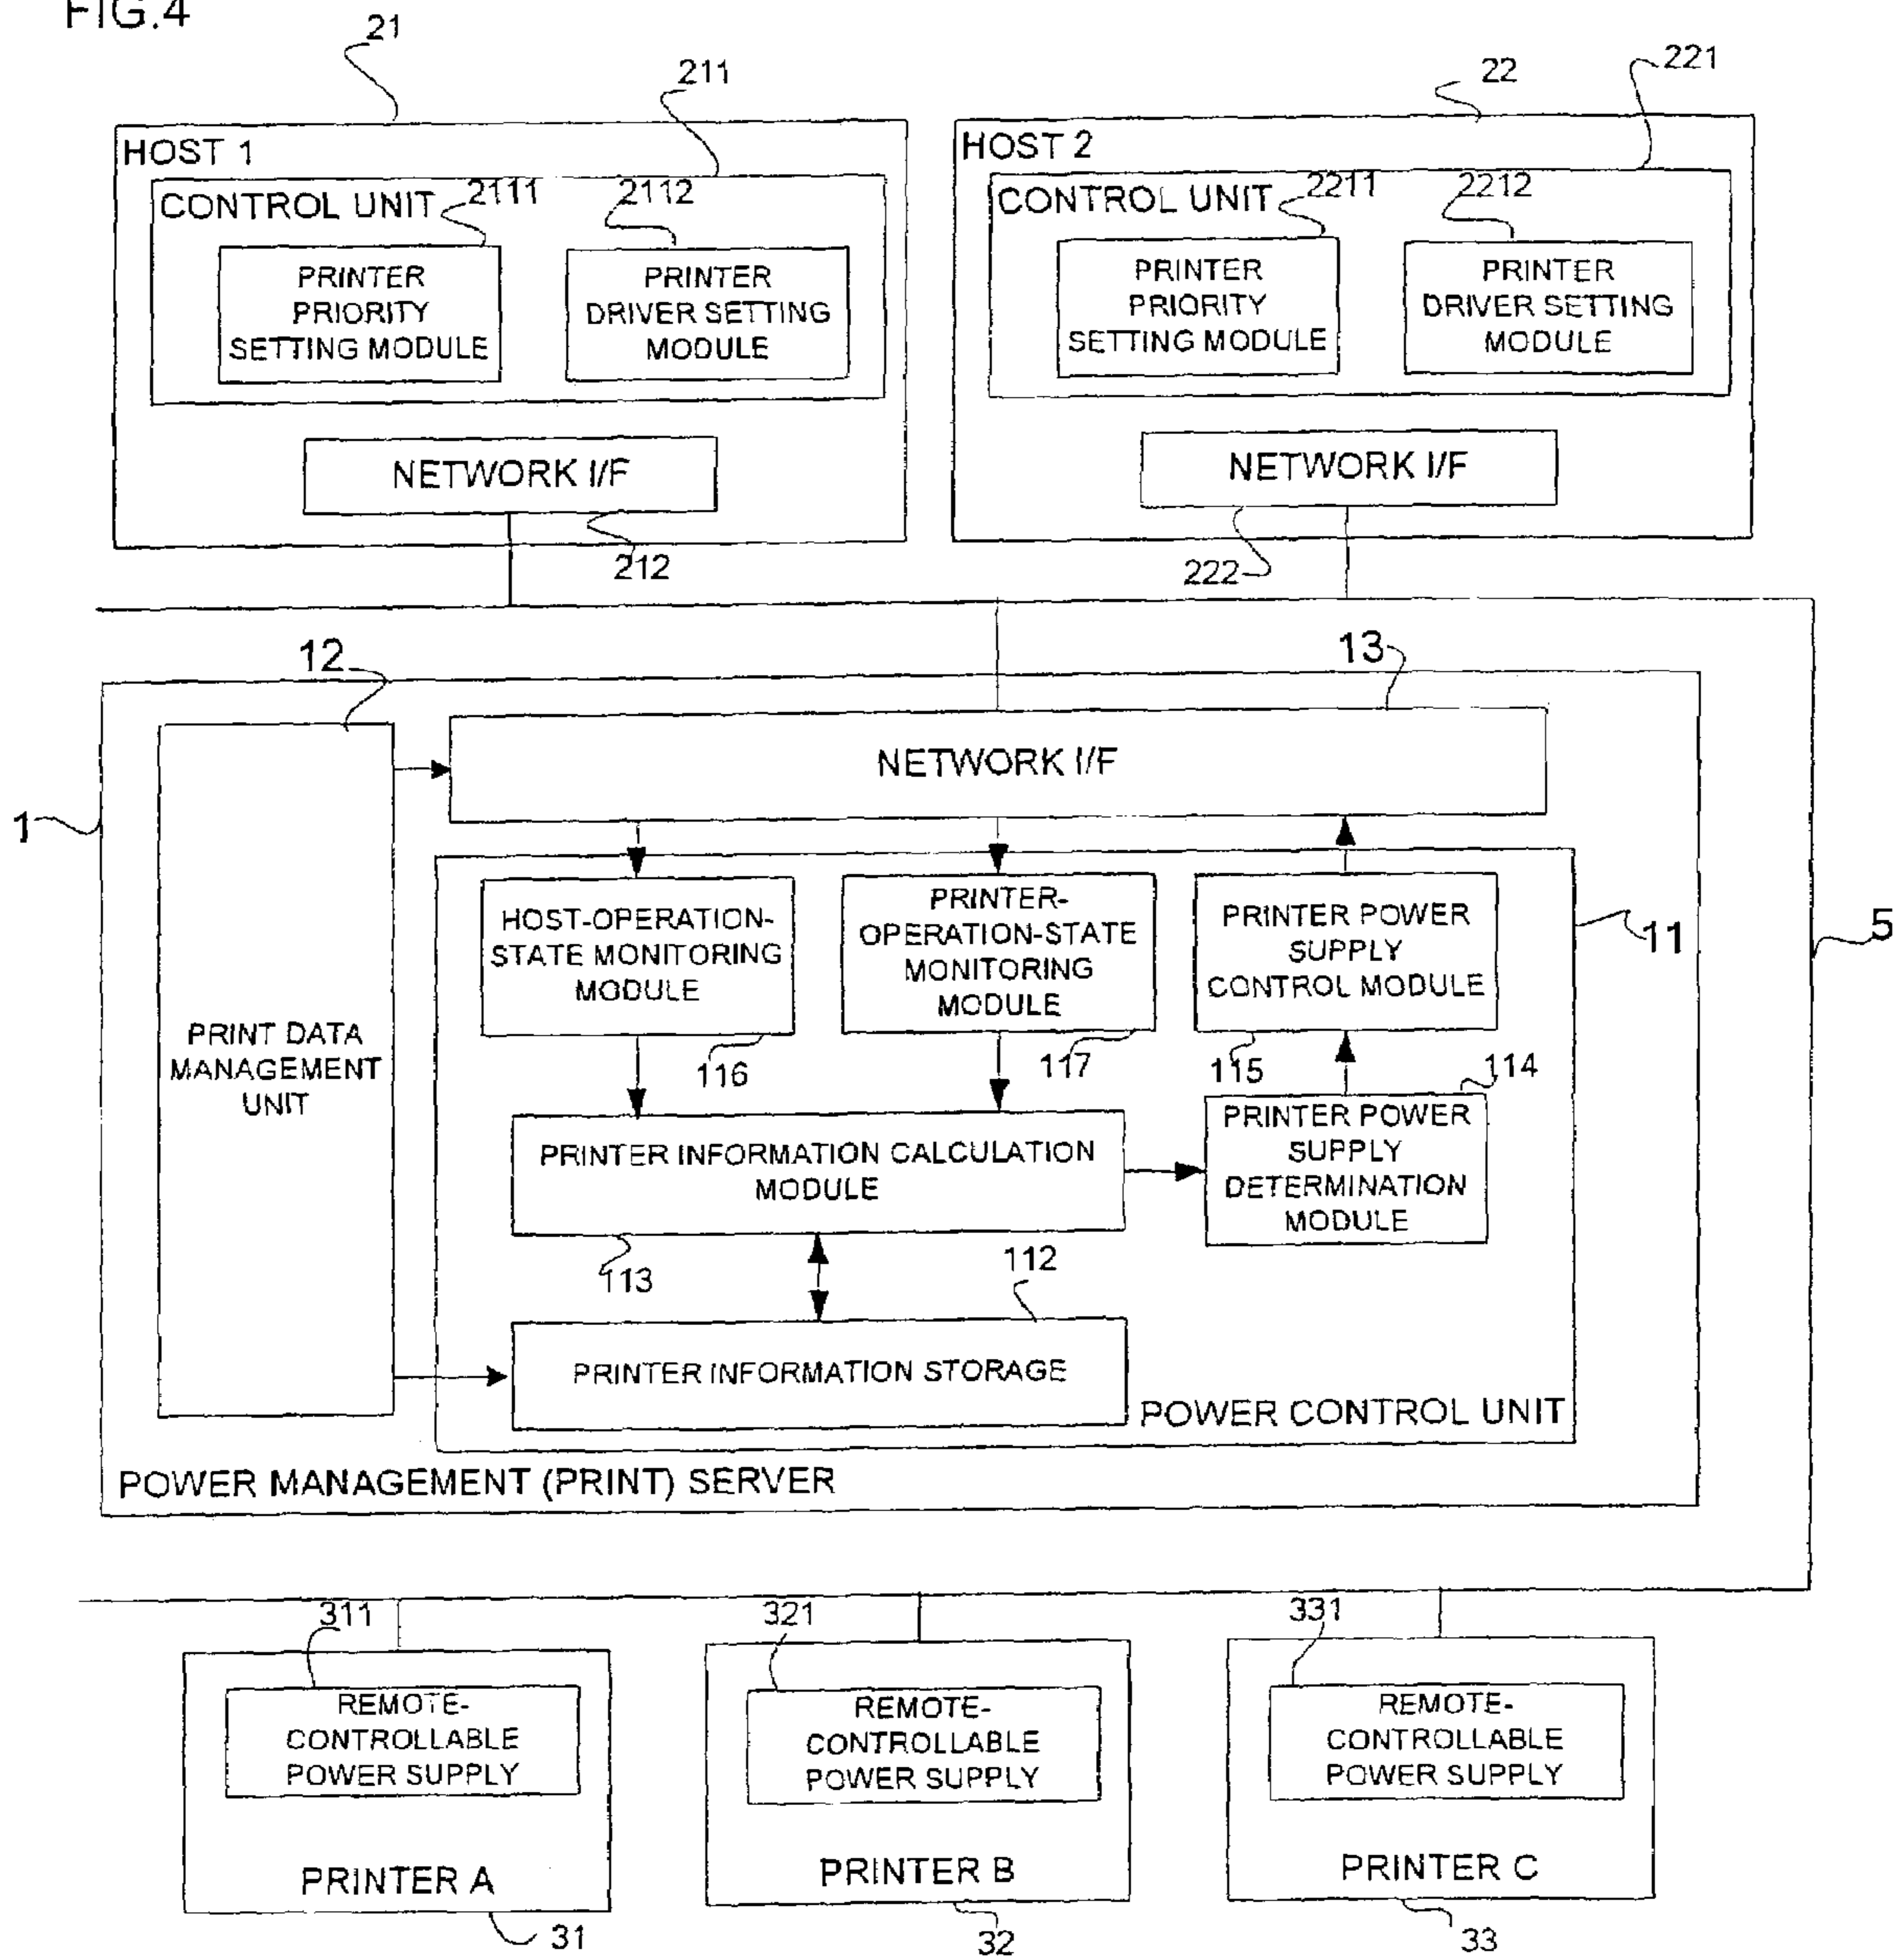 FIG.4
21
211
22
221
HOST 1
HOST 2
CONTROL UNIT
2111
2112
CONTROL UNIT
2211
2212
PRINTER
PRIORITY
SETTING MODULE
PRINTER
DRIVER SETTING
MODULE
PRINTER
PRIORITY
SETTING MODULE
PRINTER
DRIVER SETTING
MODULE
NETWORK I/F
NETWORK I/F
212
222
12
13
NETWORK I/F
1
HOST-OPERATION-
STATE MONITORING
MODULE
PRINTER-
OPERATION-STATE
MONITORING
MODULE
PRINTER POWER
SUPPLY
CONTROL MODULE
11
5
PRINT DATA
MANAGEMENT
UNIT
116
117
115
114
PRINTER INFORMATION CALCULATION
MODULE
PRINTER POWER
SUPPLY
DETERMINATION
MODULE
113
112
PRINTER INFORMATION STORAGE
POWER CONTROL UNIT
POWER MANAGEMENT (PRINT) SERVER
311
321
331
REMOTE-
CONTROLLABLE
POWER SUPPLY
REMOTE-
CONTROLLABLE
POWER SUPPLY
REMOTE-
CONTROLLABLE
POWER SUPPLY
PRINTER A
PRINTER B
PRINTER C
31
32
33